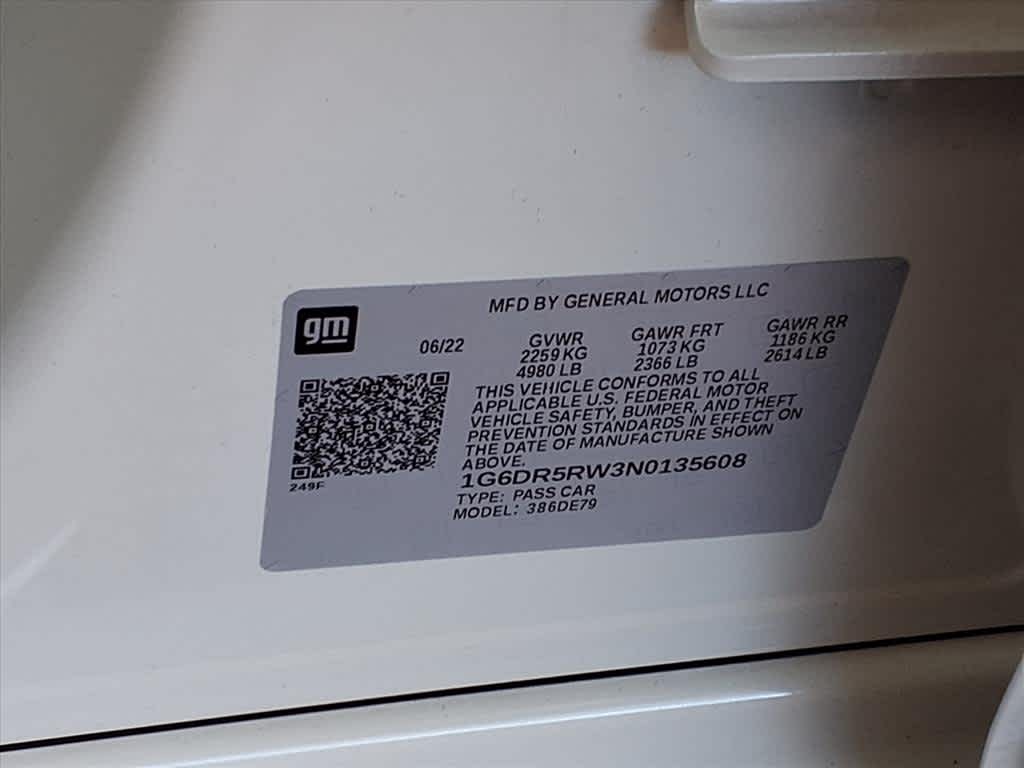 gm
MFD BY GENERAL MOTORS LLC
06/22
GVWR
2259 KG
4980 LB
GAWR FRT
1073 KG
2366 LB
GAWR RR
1186 KG
2614 LB
THIS VEHICLE CONFORMS TO ALL
APPLICABLE U.S. FEDERAL MOTOR
VEHICLE SAFETY, BUMPER, AND THEFT
PREVENTION STANDARDS IN EFFECT ON
THE DATE OF MANUFACTURE SHOWN
ABOVE.
1G6DR5RW3N0135608
TYPE: PASS CAR
MODEL: 386DE79
249F